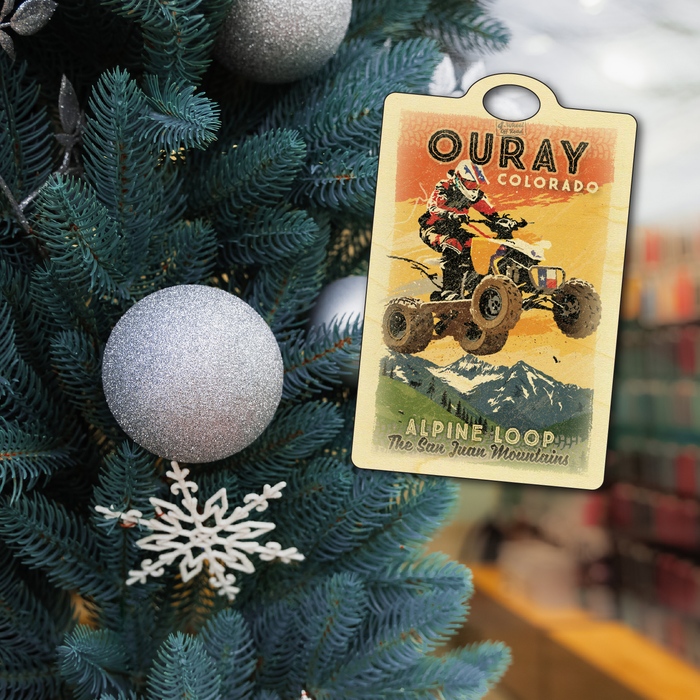 OURAY
COLORADO
ALPINE LOOP
The San Juan Mountains